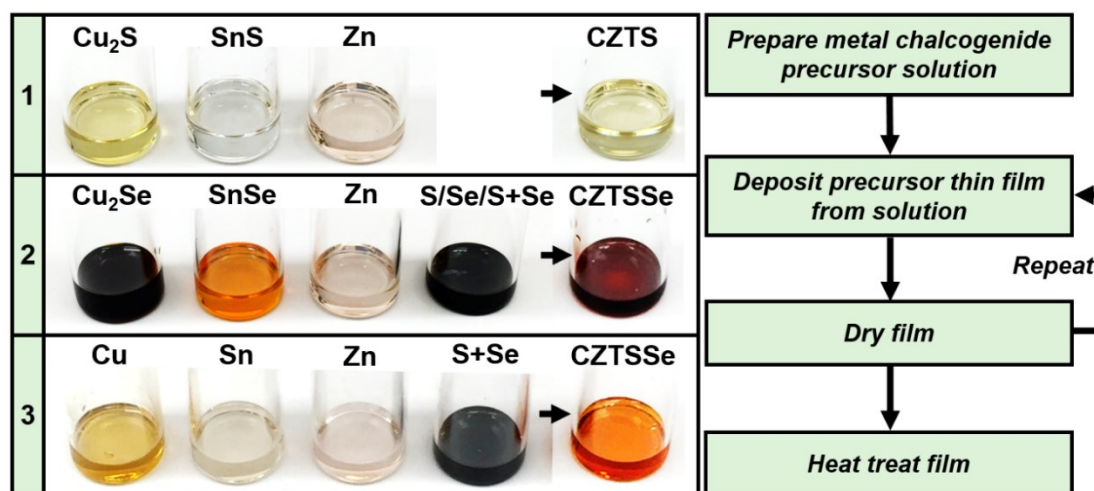 1
Cu₂S SnS Zn CZTS
2
Cu₂Se SnSe Zn S/Se/S+Se CZTSSe
3
Cu Sn Zn S+Se CZTSSe
Prepare metal chalcogenide
precursor solution
Deposit precursor thin film
from solution
Repeat
Dry film
Heat treat film